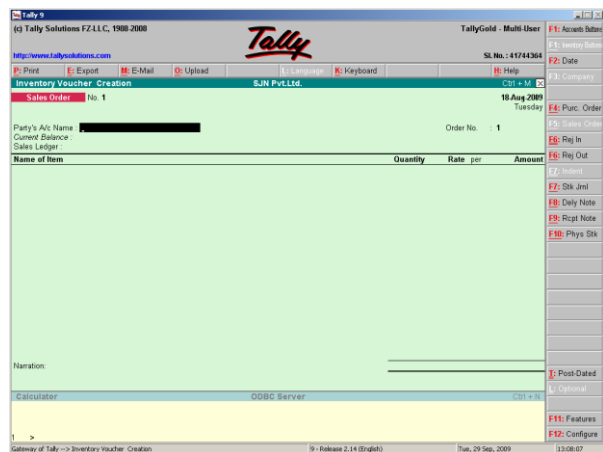 Tally 9
(c) Tally Solutions FZ-LLC, 1988-2008
TallyGold - Multi-User
Tally
http://www.tallysolutions.com
Sl. No. : 41744364
P: Print E: Export M: E-Mail O: Upload L: Language K: Keyboard H: Help
Inventory Voucher Creation SJN Pvt.Ltd. Ctrl + M
Sales Order No. 1 18-Aug-2009
Tuesday
Party's A/c Name : Order No. : 1
Current Balance :
Sales Ledger :
Name of Item Quantity Rate per Amount
Narration:
Calculator ODBC Server Ctrl + N
1 >
Gateway of Tally --> Inventory Voucher Creation 9 - Release 2.14 (English) Tue, 29 Sep, 2009 13:08:07
F1: Accounts Buttons
F1: Inventory Buttons
F2: Date
F3: Company
F4: Purc. Order
F5: Sales Order
F6: Rej In
F6: Rej Out
F7: Indent
F7: Stk Jrnl
F8: Dely Note
F9: Rcpt Note
F10: Phys Stk
T: Post-Dated
L: Optional
F11: Features
F12: Configure